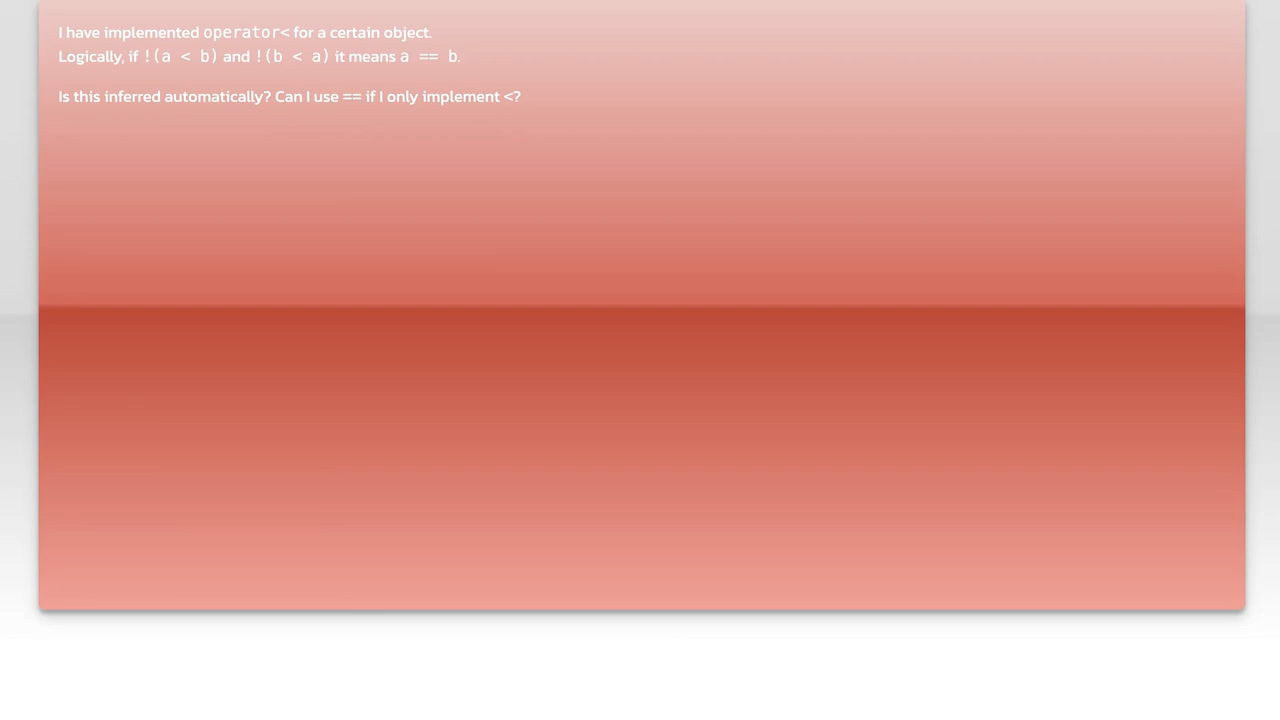 I have implemented operator< for a certain object.
Logically, if !(a < b) and !(b < a) it means a == b.
Is this inferred automatically? Can I use == if I only implement <?